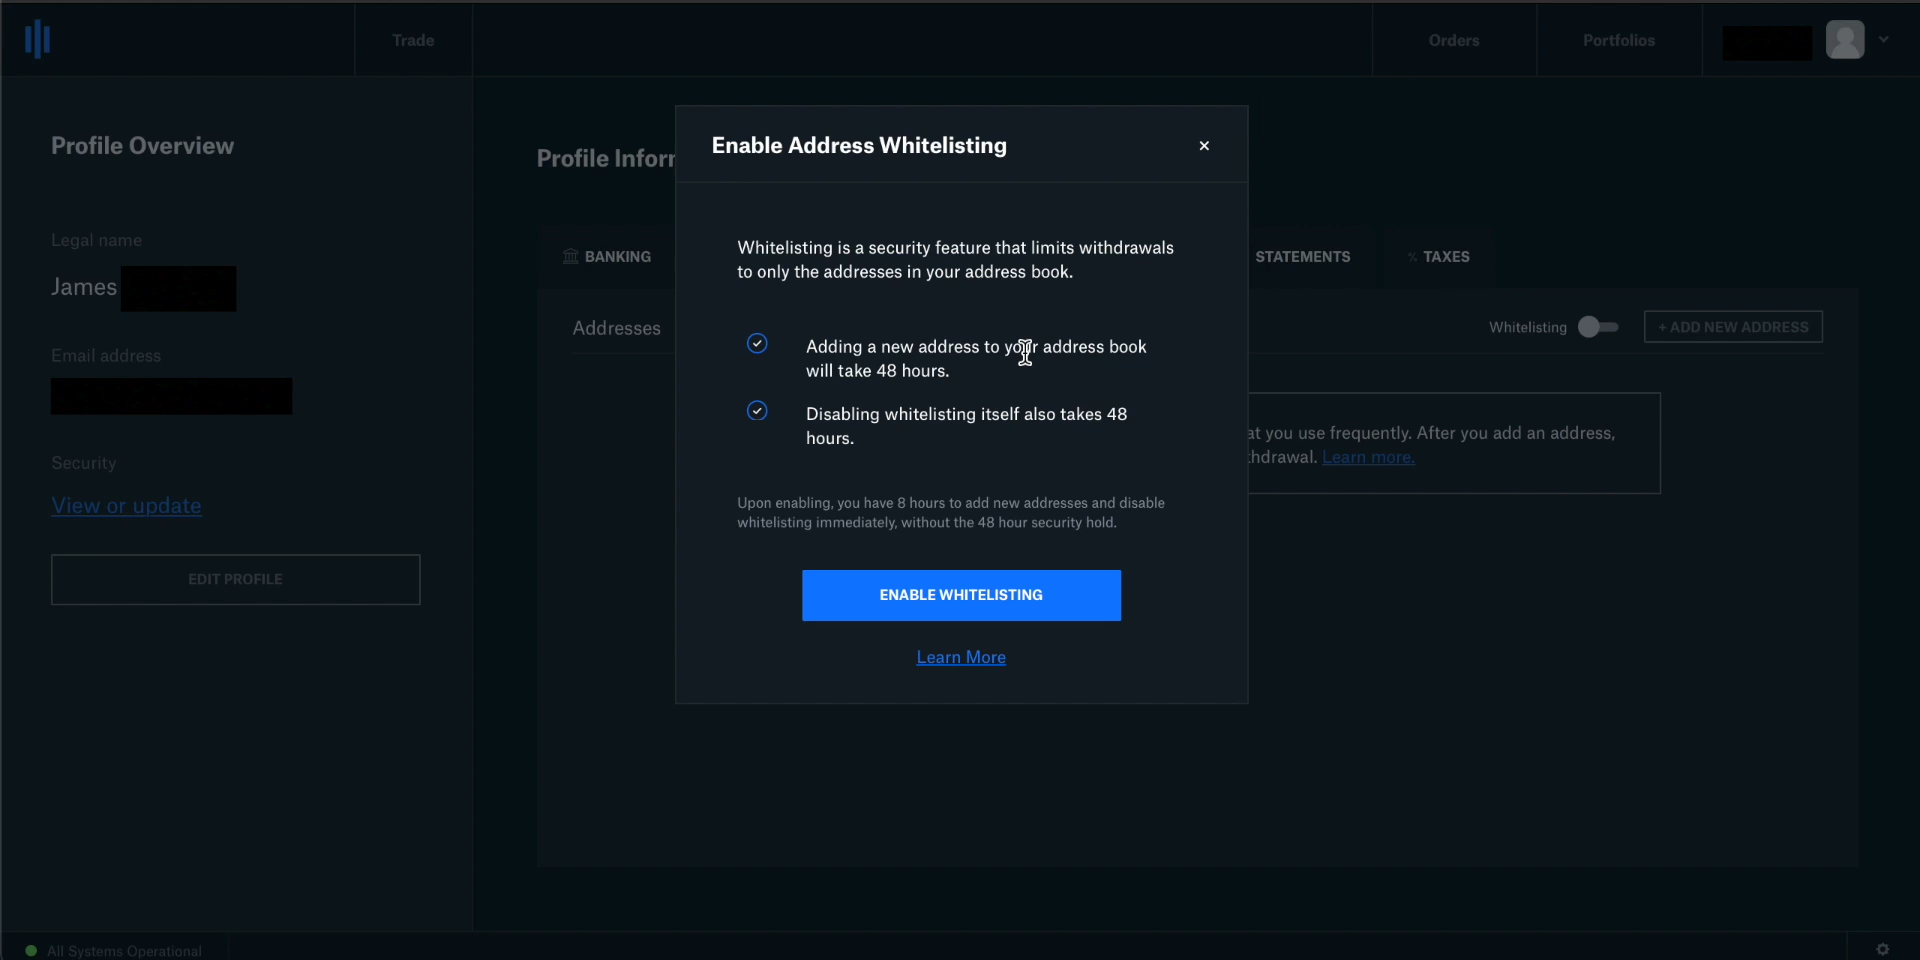 Trade
Orders
Portfolios
Profile Overview
Legal name
James
Email address
Security
View or update
EDIT PROFILE
Profile Infor
BANKING
STATEMENTS
% TAXES
Addresses
Whitelisting
+ ADD NEW ADDRESS
at you use frequently. After you add an address,
hdrawal. Learn more.
Enable Address Whitelisting
Whitelisting is a security feature that limits withdrawals
to only the addresses in your address book.
Adding a new address to your address book
will take 48 hours.
Disabling whitelisting itself also takes 48
hours.
Upon enabling, you have 8 hours to add new addresses and disable
whitelisting immediately, without the 48 hour security hold.
ENABLE WHITELISTING
Learn More
All Systems Operational